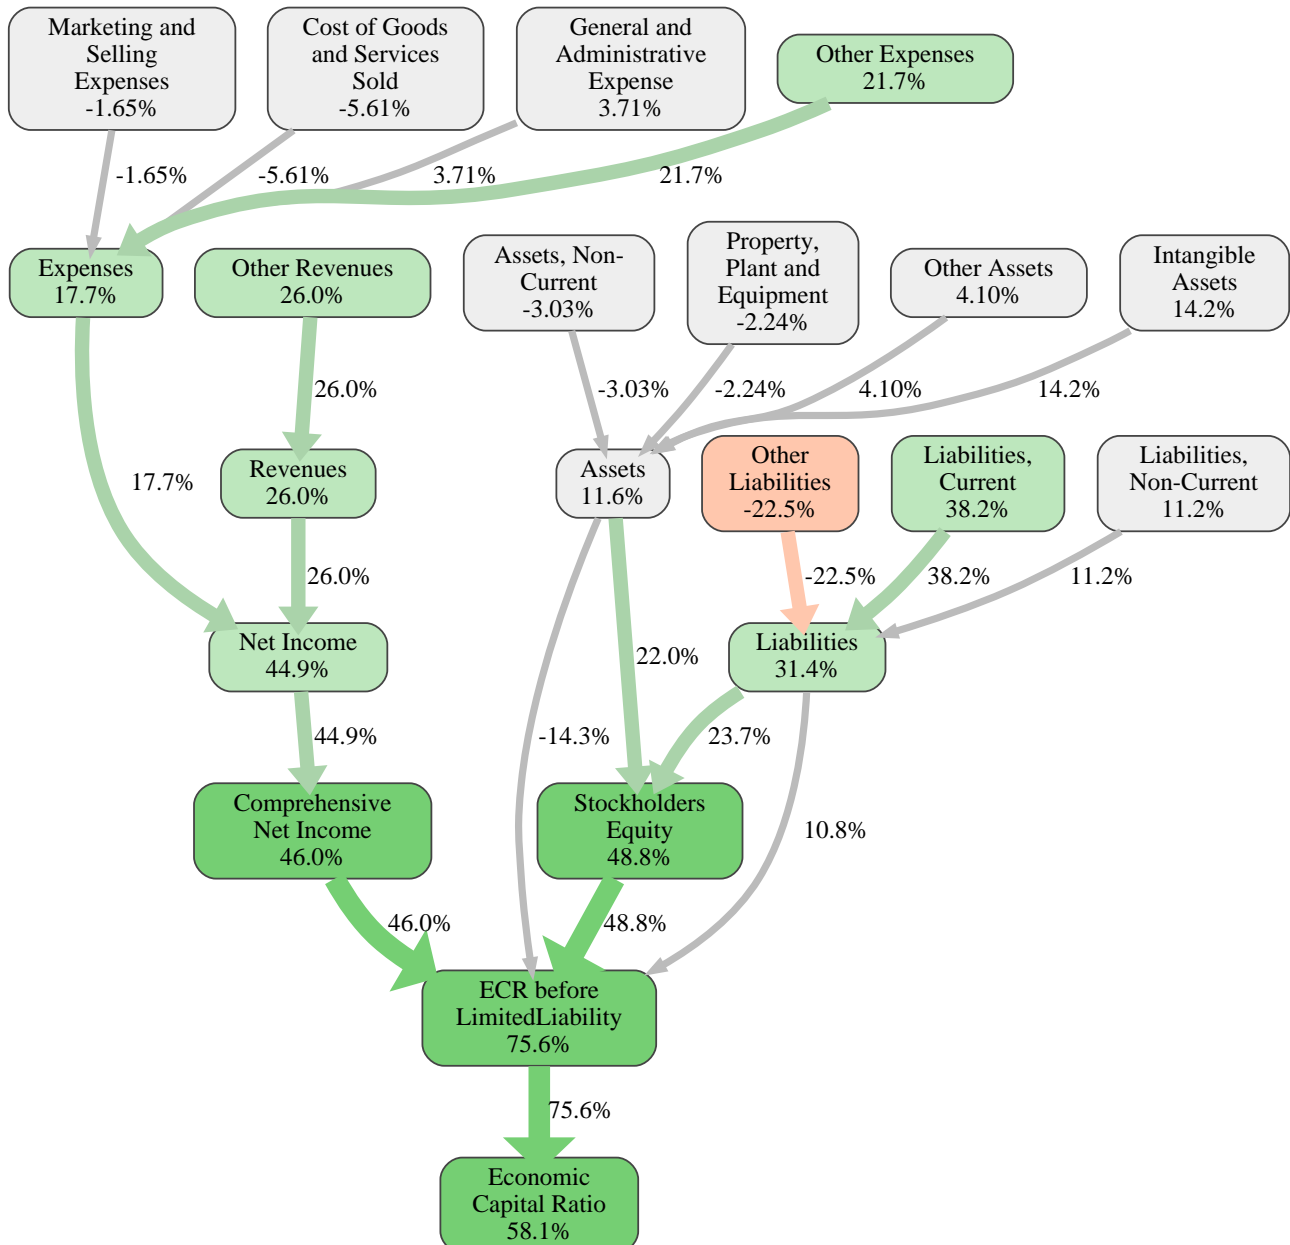 Marketing and
Selling
Expenses
-1.65%
Cost of Goods
and Services
Sold
-5.61%
General and
Administrative
Expense
3.71%
Other Expenses
21.7%
-1.65%
-5.61%
3.71%
21.7%
Expenses
17.7%
Other Revenues
26.0%
Assets, Non-
Current
-3.03%
Property,
Plant and
Equipment
-2.24%
Other Assets
4.10%
Intangible
Assets
14.2%
26.0%
-3.03%
-2.24%
4.10%
14.2%
17.7%
Revenues
26.0%
Assets
11.6%
Other
Liabilities
-22.5%
Liabilities,
Current
38.2%
Liabilities,
Non-Current
11.2%
26.0%
-22.5%
38.2%
11.2%
Net Income
44.9%
22.0%
Liabilities
31.4%
44.9%
-14.3%
23.7%
Comprehensive
Net Income
46.0%
Stockholders
Equity
48.8%
10.8%
46.0%
48.8%
ECR before
LimitedLiability
75.6%
75.6%
Economic
Capital Ratio
58.1%